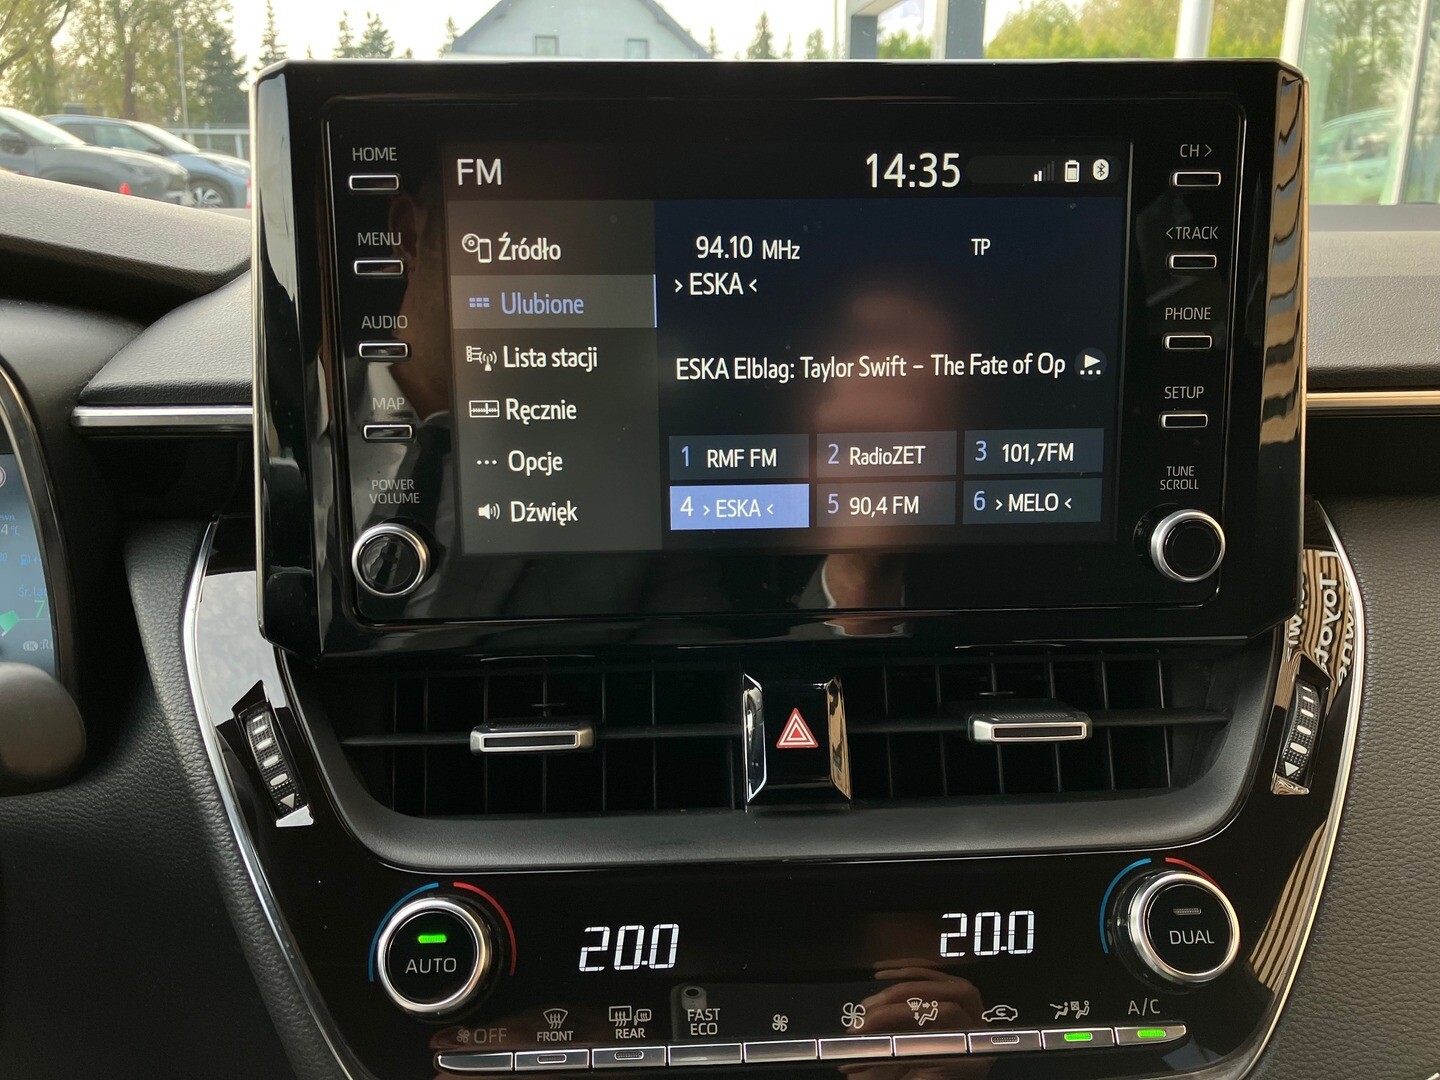 HOME
MENU
AUDIO
MAP
POWER
VOLUME
FM
14:35
Źródło
Ulubione
Lista stacji
Ręcznie
Opcje
Dźwięk
94.10 MHz
TP
› ESKA ‹
ESKA Elblag: Taylor Swift – The Fate of Op
1 RMF FM
2 RadioZET
3 101,7FM
4 › ESKA ‹
5 90,4 FM
6 › MELO ‹
CH >
< TRACK
PHONE
SETUP
TUNE
SCROLL
AUTO
20.0
20.0
DUAL
OFF
FRONT
REAR
FAST
ECO
A/C